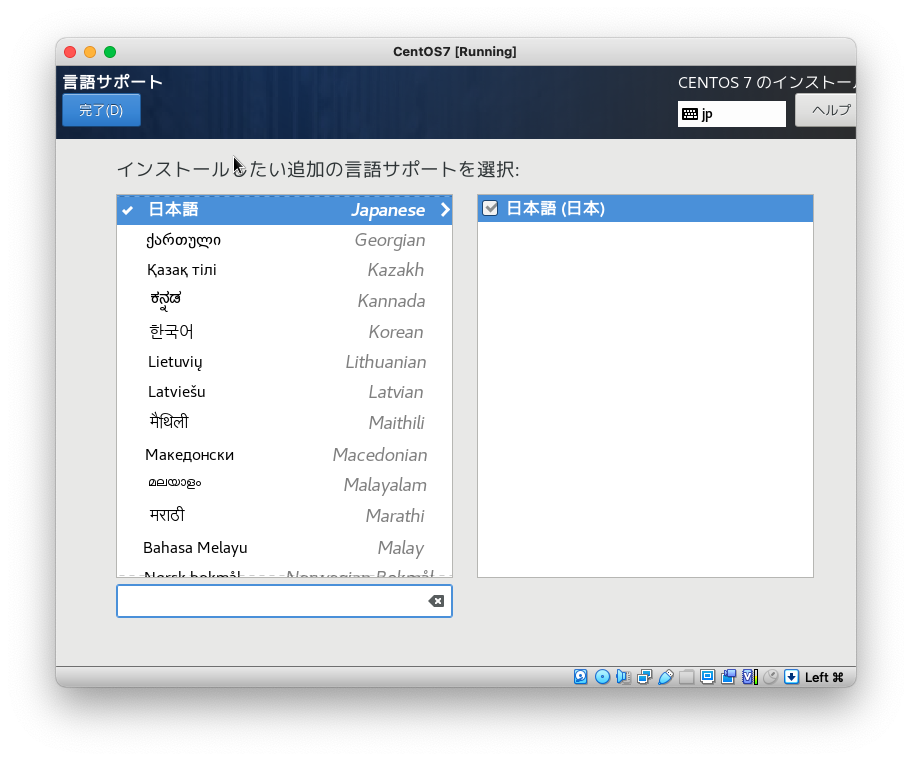 CentOS7 [Running]
言語サポート
CENTOS 7 のインストー
完了(D)
jp
ヘルプ
インストールしたい追加の言語サポートを選択:
日本語 Japanese
日本語 (日本)
ქართული Georgian
Қазақ тілі Kazakh
ಕನ್ನಡ Kannada
한국어 Korean
Lietuvių Lithuanian
Latviešu Latvian
मैथिली Maithili
Македонски Macedonian
മലയാളം Malayalam
मराठी Marathi
Bahasa Melayu Malay
Norsk bokmål Norwegian Bokmål
Left ⌘